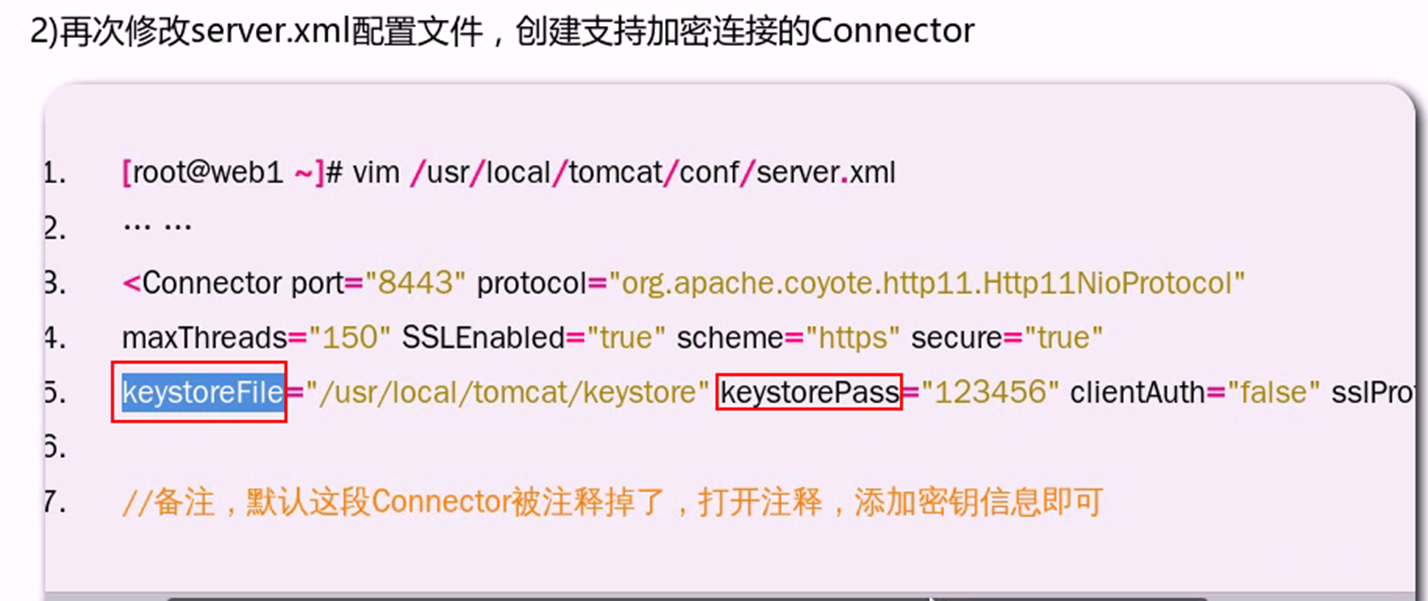 2)再次修改server.xml配置文件，创建支持加密连接的Connector
1. [root@web1 ~]# vim /usr/local/tomcat/conf/server.xml
2. … …
3. <Connector port="8443" protocol="org.apache.coyote.http11.Http11NioProtocol"
4. maxThreads="150" SSLEnabled="true" scheme="https" secure="true"
5. keystoreFile="/usr/local/tomcat/keystore" keystorePass="123456" clientAuth="false" sslPro
6.
7. //备注，默认这段Connector被注释掉了，打开注释，添加密钥信息即可